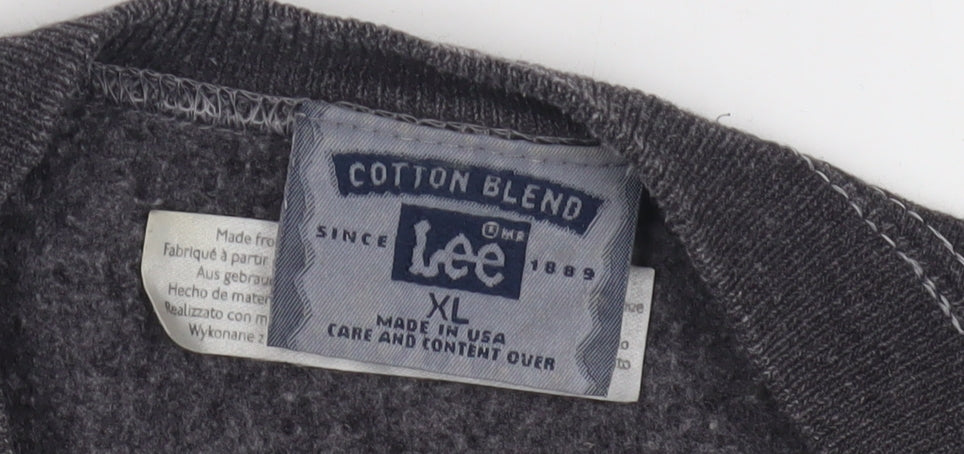 COTTON BLEND
SINCE Lee ® MR 1889
XL
MADE IN USA
CARE AND CONTENT OVER
Made fro
Fabriqué à partir
Aus gebrau
Hecho de mater
Realizzato con m
Wykonane z